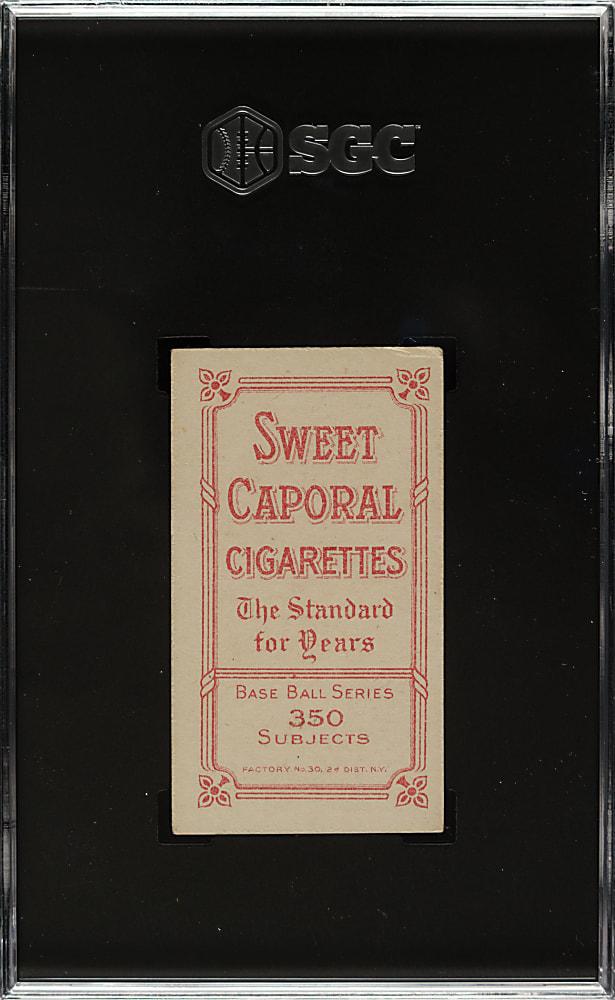 SGC
SWEET
CAPORAL
CIGARETTES
The Standard
for Years
BASE BALL SERIES
350
SUBJECTS
FACTORY No. 30, 2d DIST. N.Y.